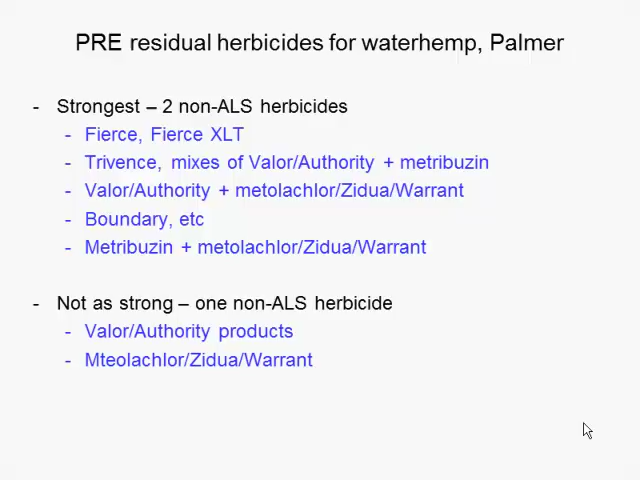 PRE residual herbicides for waterhemp, Palmer
- Strongest – 2 non-ALS herbicides
- Fierce, Fierce XLT
- Trivence, mixes of Valor/Authority + metribuzin
- Valor/Authority + metolachlor/Zidua/Warrant
- Boundary, etc
- Metribuzin + metolachlor/Zidua/Warrant
- Not as strong – one non-ALS herbicide
- Valor/Authority products
- Mteolachlor/Zidua/Warrant